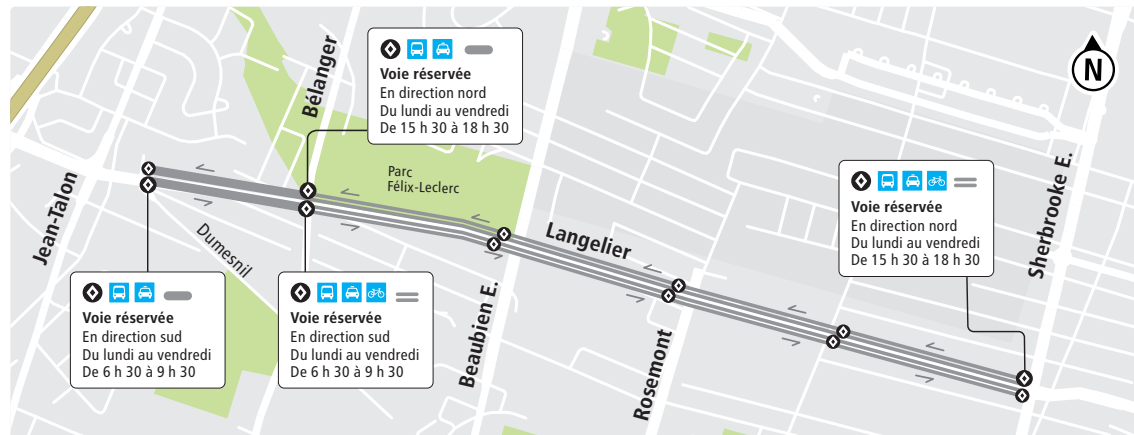 Voie réservée
En direction nord
Du lundi au vendredi
De 15 h 30 à 18 h 30
Bélanger
N
Parc
Félix-Leclerc
Voie réservée
En direction nord
Du lundi au vendredi
De 15 h 30 à 18 h 30
Sherbrooke E.
Jean-Talon
Dumesnil
Langelier
Voie réservée
En direction sud
Du lundi au vendredi
De 6 h 30 à 9 h 30
Voie réservée
En direction sud
Du lundi au vendredi
De 6 h 30 à 9 h 30
Beaubien E.
Rosemont